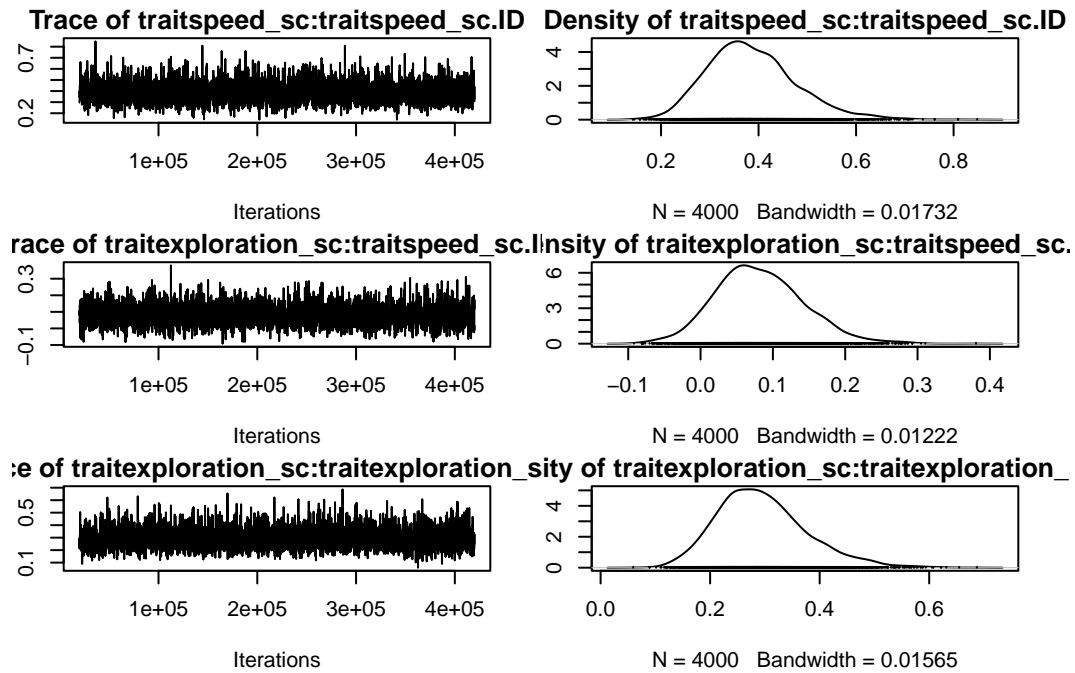 Trace of traitspeed_sc:traitspeed_sc.ID
0.2 0.7
1e+05 2e+05 3e+05 4e+05
Iterations
Density of traitspeed_sc:traitspeed_sc.ID
0 2 4
0.2 0.4 0.6 0.8
N = 4000 Bandwidth = 0.01732
race of traitexploration_sc:traitspeed_sc.I
−0.1 0.3
1e+05 2e+05 3e+05 4e+05
Iterations
nsity of traitexploration_sc:traitspeed_sc.
0 3 6
−0.1 0.0 0.1 0.2 0.3 0.4
N = 4000 Bandwidth = 0.01222
ce of traitexploration_sc:traitexploration_
0.1 0.5
1e+05 2e+05 3e+05 4e+05
Iterations
sity of traitexploration_sc:traitexploration_
0 2 4
0.0 0.2 0.4 0.6
N = 4000 Bandwidth = 0.01565